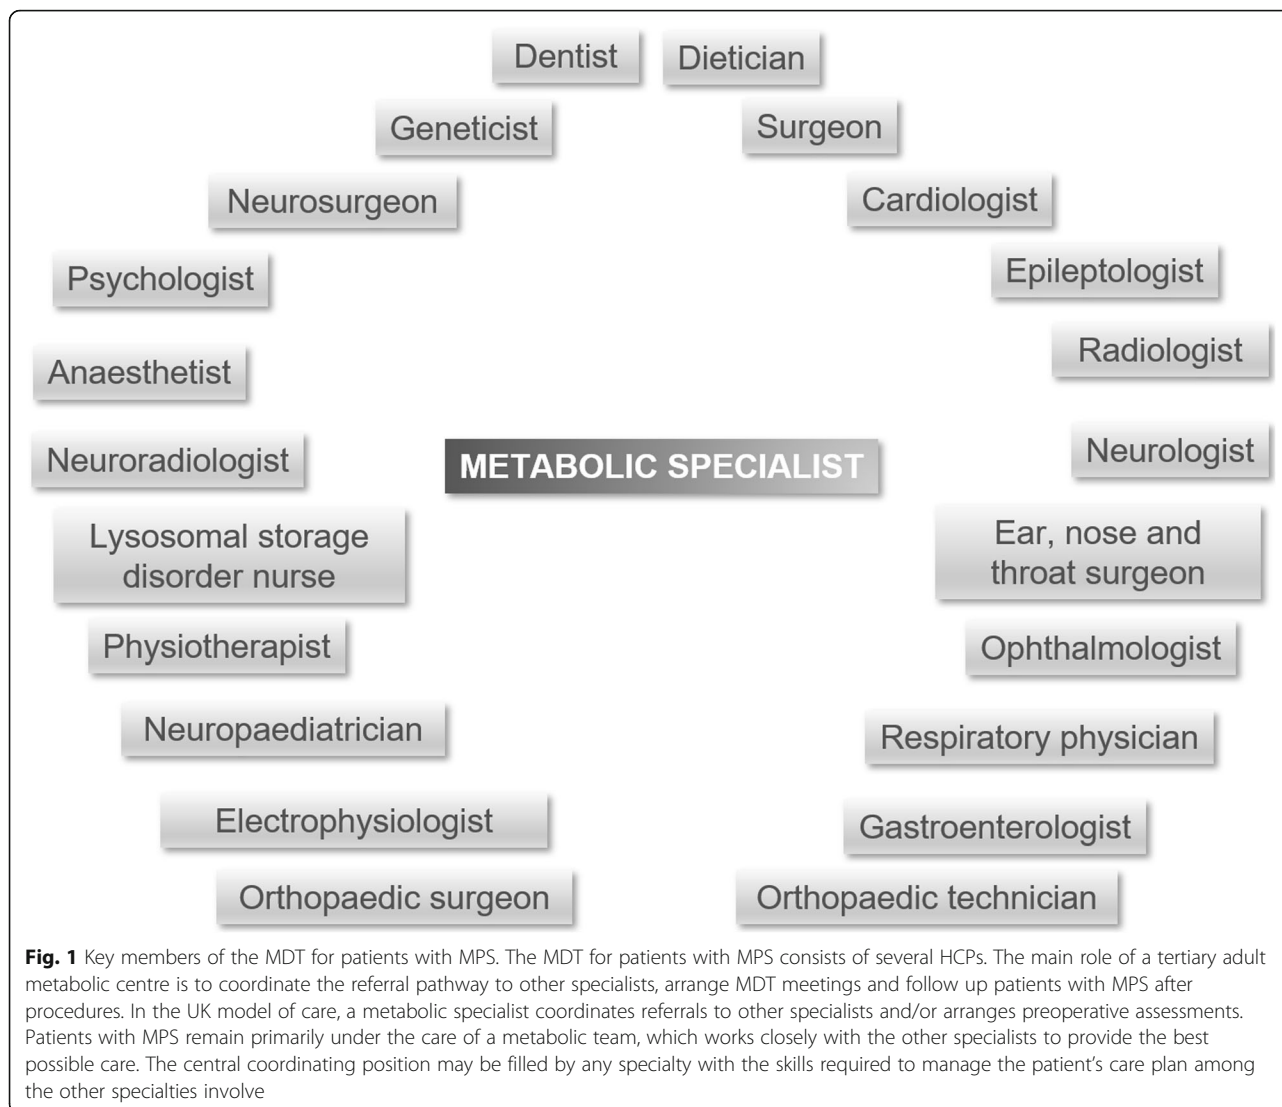 Dentist
Dietician
Geneticist
Surgeon
Neurosurgeon
Cardiologist
Psychologist
Epileptologist
Anaesthetist
Radiologist
Neuroradiologist
METABOLIC SPECIALIST
Neurologist
Lysosomal storage
disorder nurse
Ear, nose and
throat surgeon
Physiotherapist
Ophthalmologist
Neuropaediatrician
Respiratory physician
Electrophysiologist
Gastroenterologist
Orthopaedic surgeon
Orthopaedic technician
Fig. 1 Key members of the MDT for patients with MPS. The MDT for patients with MPS consists of several HCPs. The main role of a tertiary adult
metabolic centre is to coordinate the referral pathway to other specialists, arrange MDT meetings and follow up patients with MPS after
procedures. In the UK model of care, a metabolic specialist coordinates referrals to other specialists and/or arranges preoperative assessments.
Patients with MPS remain primarily under the care of a metabolic team, which works closely with the other specialists to provide the best
possible care. The central coordinating position may be filled by any specialty with the skills required to manage the patient's care plan among
the other specialties involve